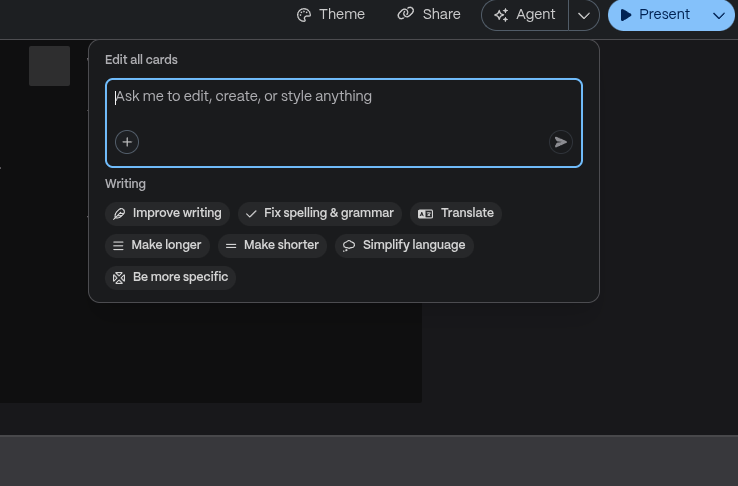 Theme Share Agent Present
Edit all cards
Ask me to edit, create, or style anything
Writing
Improve writing Fix spelling & grammar Translate
Make longer Make shorter Simplify language
Be more specific